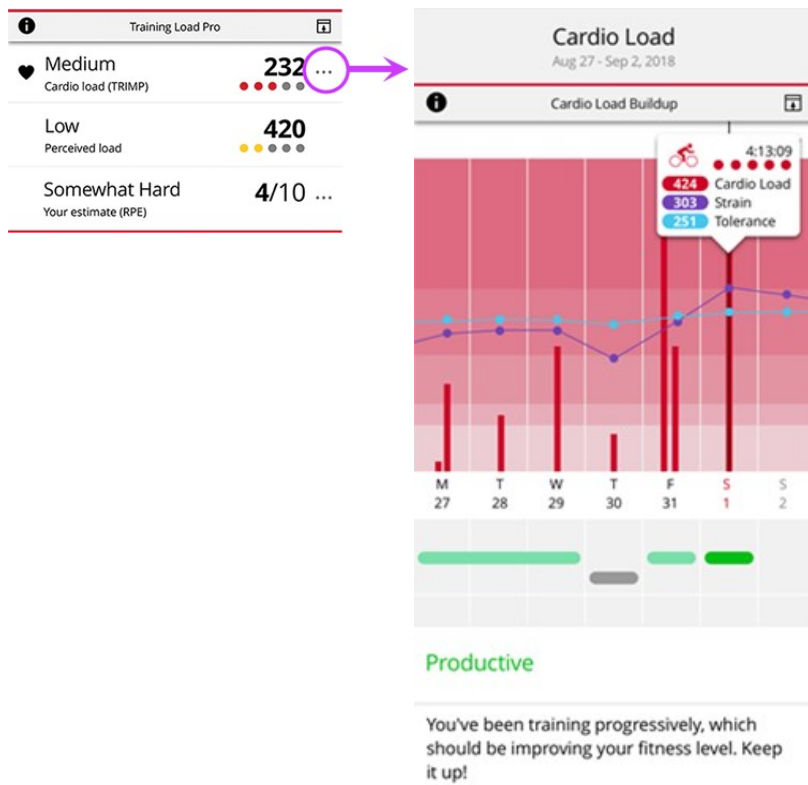 Training Load Pro
Medium
232 ...
Cardio load (TRIMP)
Low
420
Perceived load
Somewhat Hard
4/10 ...
Your estimate (RPE)
Cardio Load
Aug 27 - Sep 2, 2018
Cardio Load Buildup
4:13:09
424 Cardio Load
303 Strain
251 Tolerance
M T W T F S S
27 28 29 30 31 1 2
Productive
You've been training progressively, which
should be improving your fitness level. Keep
it up!